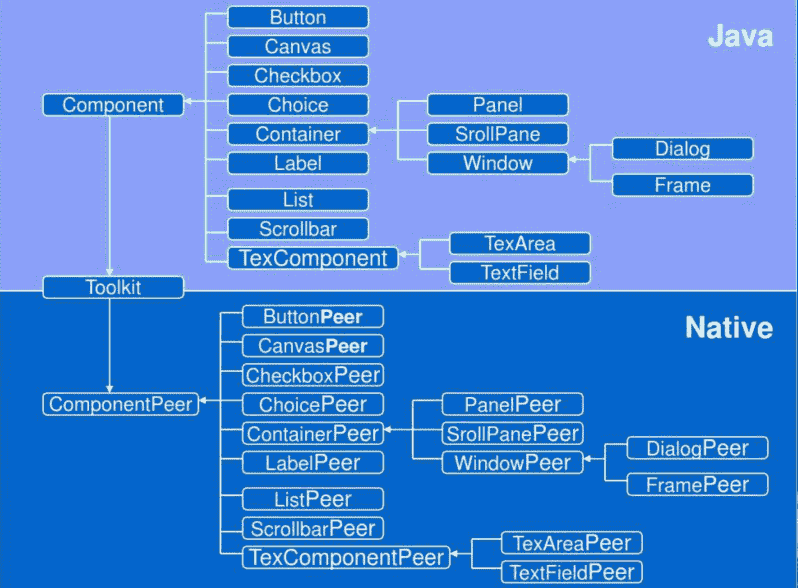 Java
Button
Canvas
Checkbox
Component
Choice
Panel
Container
SrollPane
Label
Window
Dialog
Frame
List
Scrollbar
TexComponent
TexArea
TextField
Toolkit
Native
ButtonPeer
CanvasPeer
CheckboxPeer
ComponentPeer
ChoicePeer
PanelPeer
ContainerPeer
SrollPanePeer
LabelPeer
WindowPeer
DialogPeer
FramePeer
ListPeer
ScrollbarPeer
TexComponentPeer
TexAreaPeer
TextFieldPeer